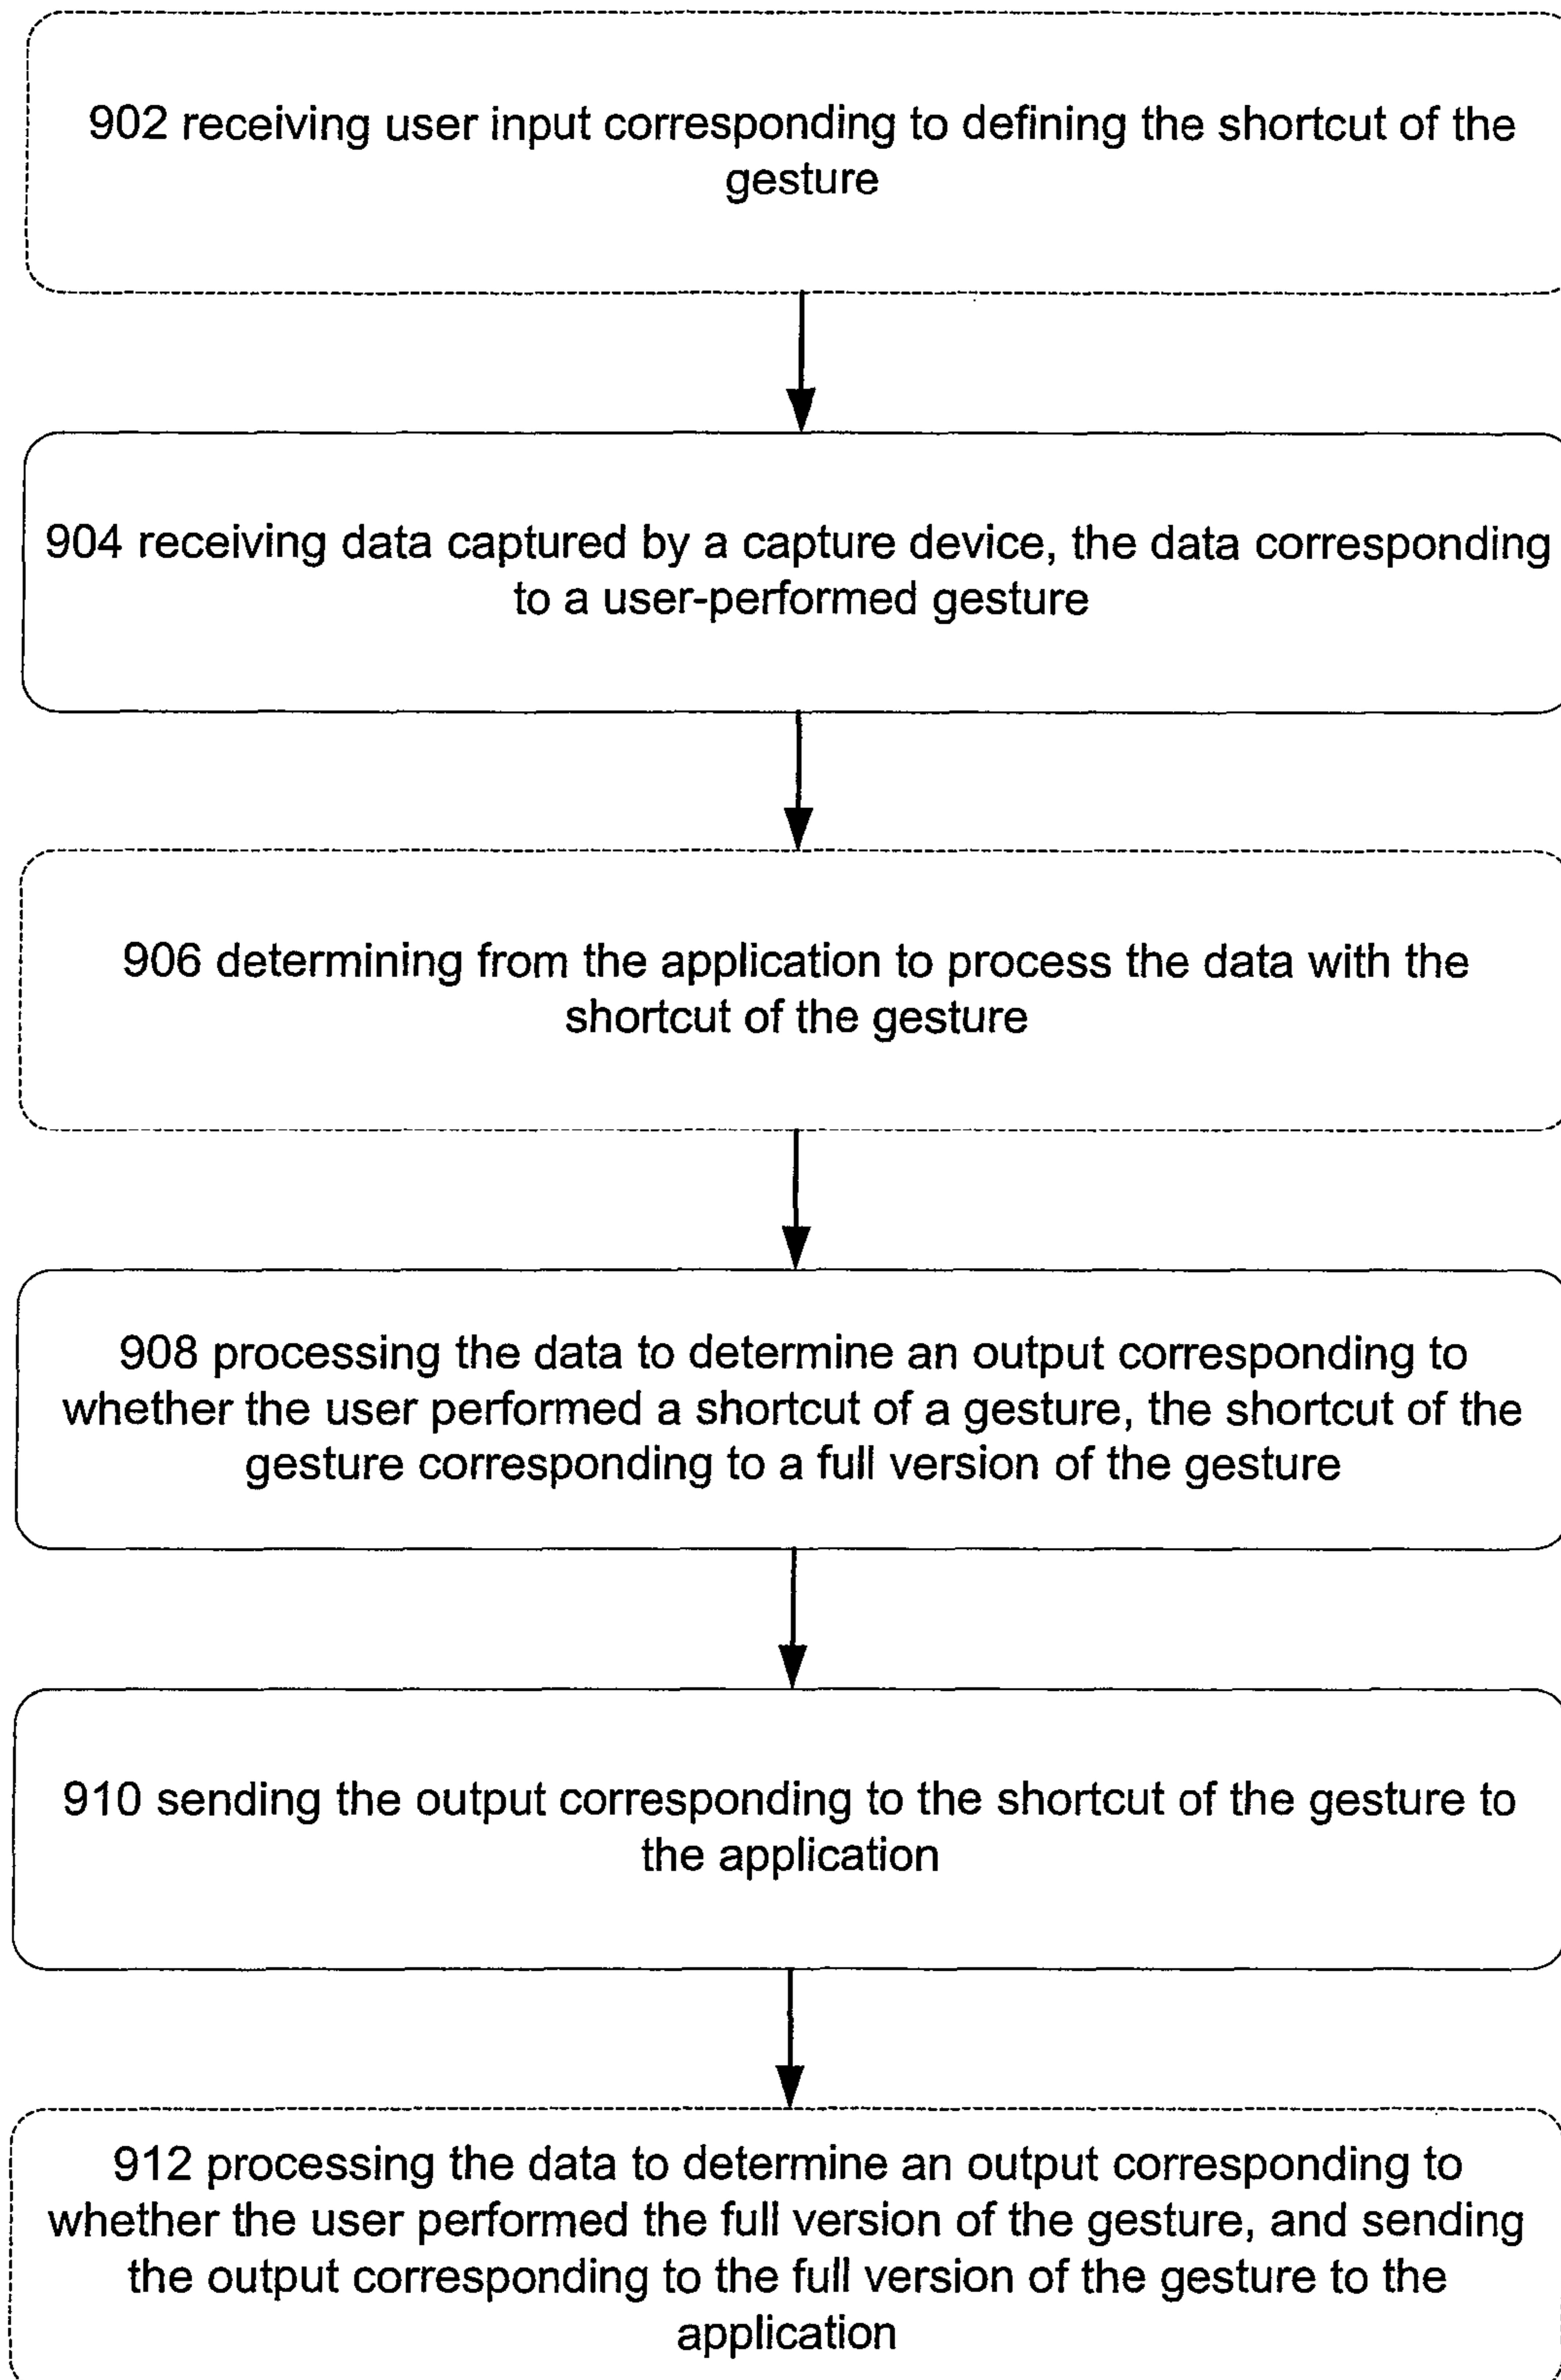 902 receiving user input corresponding to defining the shortcut of the
gesture
904 receiving data captured by a capture device, the data corresponding
to a user-performed gesture
906 determining from the application to process the data with the
shortcut of the gesture
908 processing the data to determine an output corresponding to
whether the user performed a shortcut of a gesture, the shortcut of the
gesture corresponding to a full version of the gesture
910 sending the output corresponding to the shortcut of the gesture to
the application
912 processing the data to determine an output corresponding to
whether the user performed the full version of the gesture, and sending
the output corresponding to the full version of the gesture to the
application